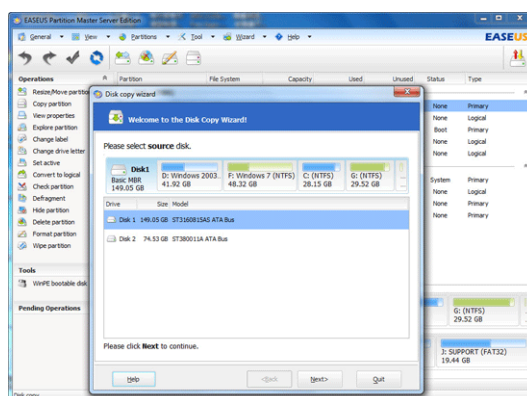 EASEUS Partition Master Server Edition
General View Partitions Tool Wizard Help EASEUS
Operations Partition File System Capacity Used Unused Status Type
Resize/Move partition
Copy partition
View properties
Explore partition
Change label
Change drive letter
Set active
Convert to logical
Check partition
Defragment
Hide partition
Delete partition
Format partition
Wipe partition
Tools
WinPE bootable disk
Pending Operations
Disk copy wizard
Welcome to the Disk Copy Wizard!
Please select source disk.
Disk1
Basic MBR
149.05 GB
D: Windows 2003...
41.92 GB
F: Windows 7 (NTFS)
48.32 GB
C: (NTFS)
28.15 GB
G: (NTFS)
29.52 GB
Drive Size Model
Disk 1 149.05 GB ST3160815AS ATA Bus
Disk 2 74.53 GB ST380011A ATA Bus
Please click Next to continue.
Help <Back Next> Quit
None Primary
None Logical
Boot Primary
None Logical
None Logical
System Primary
None Logical
None Primary
None Primary
G: (NTFS)
29.52 GB
J: SUPPORT (FAT32)
19.44 GB
Disk copy